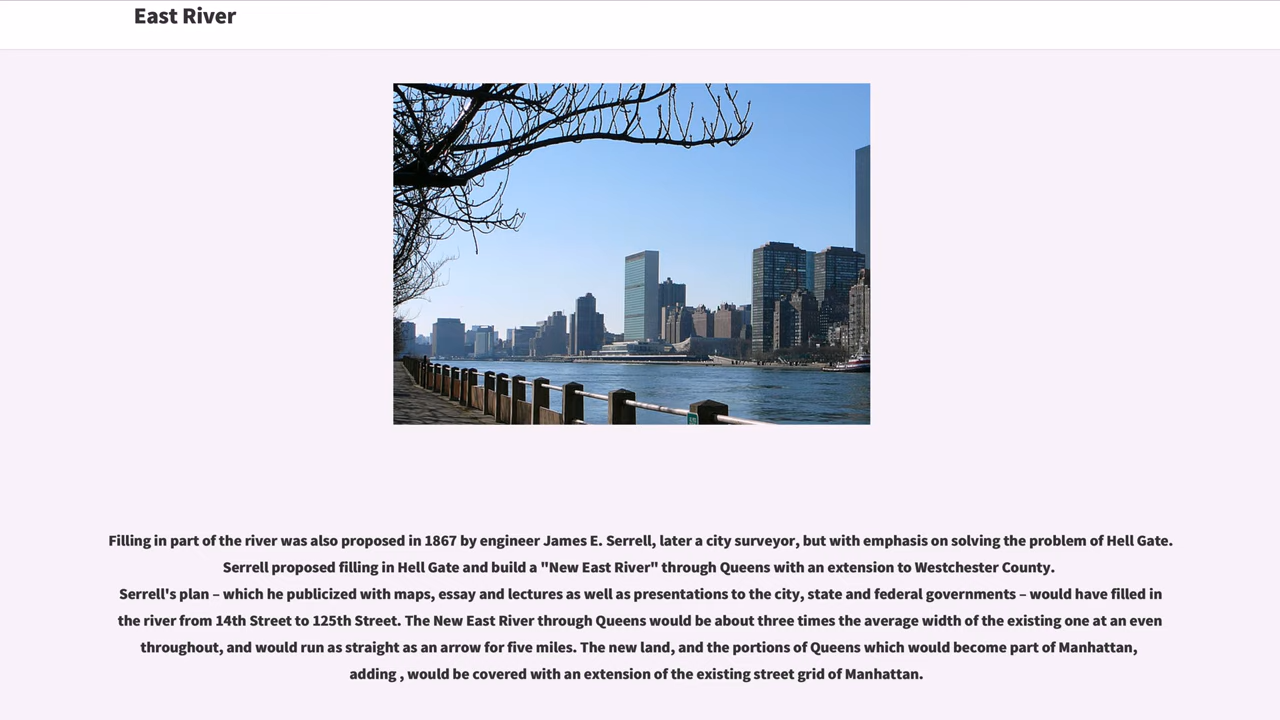 East River
Filling in part of the river was also proposed in 1867 by engineer James E. Serrell, later a city surveyor, but with emphasis on solving the problem of Hell Gate.
Serrell proposed filling in Hell Gate and build a "New East River" through Queens with an extension to Westchester County.
Serrell's plan – which he publicized with maps, essay and lectures as well as presentations to the city, state and federal governments – would have filled in
the river from 14th Street to 125th Street. The New East River through Queens would be about three times the average width of the existing one at an even
throughout, and would run as straight as an arrow for five miles. The new land, and the portions of Queens which would become part of Manhattan,
adding , would be covered with an extension of the existing street grid of Manhattan.